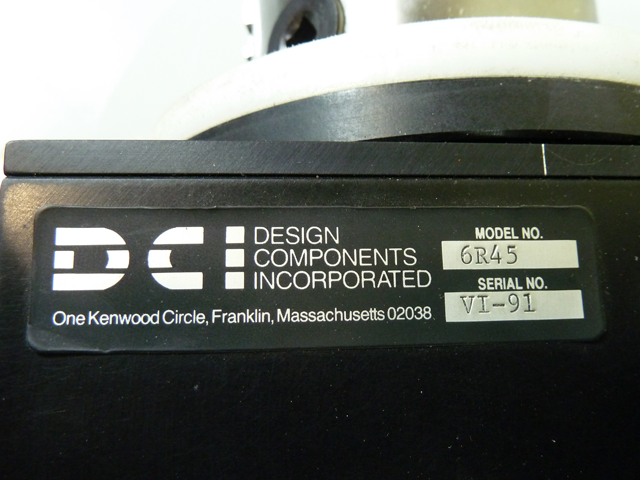 DCI
DESIGN
COMPONENTS
INCORPORATED
One Kenwood Circle, Franklin, Massachusetts 02038
MODEL NO.
6R45
SERIAL NO.
VI-91